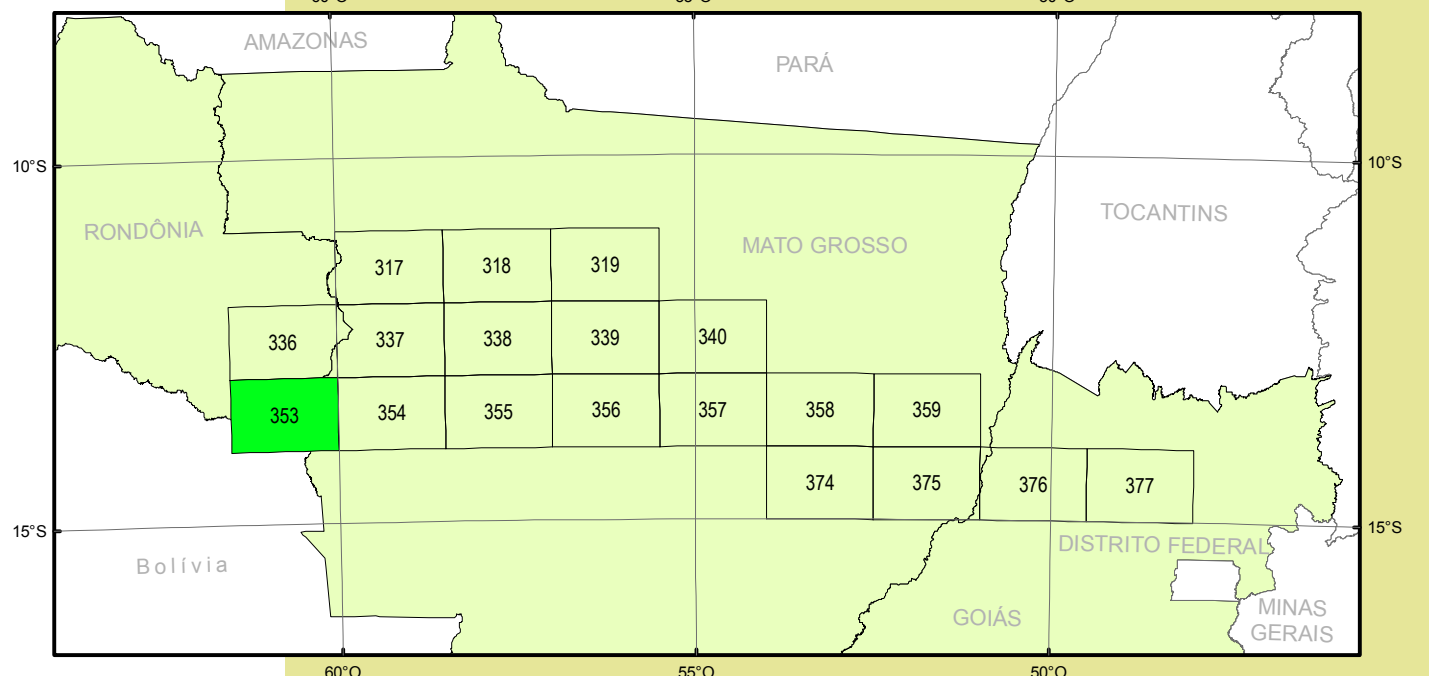 AMAZONAS
PARÁ
10°S
10°S
RONDÔNIA
MATO GROSSO
TOCANTINS
317
318
319
336
337
338
339
340
353
354
355
356
357
358
359
374
375
376
377
15°S
15°S
Bolívia
DISTRITO FEDERAL
GOIÁS
MINAS
GERAIS
60°O
55°O
50°O